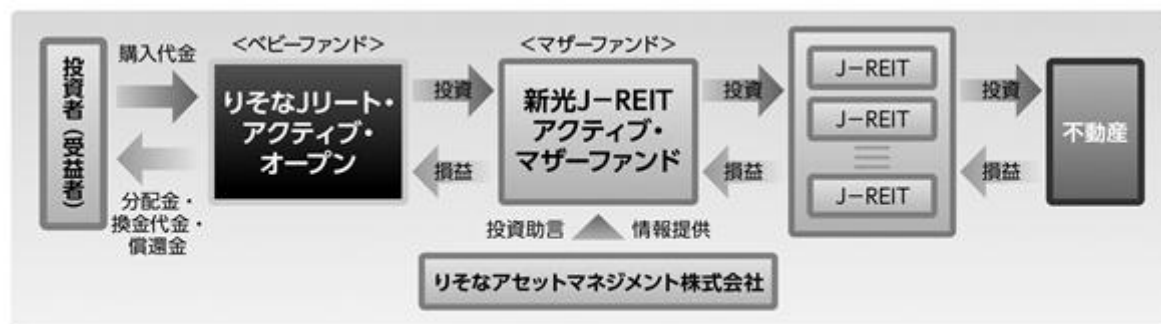 投資者（受益者）
購入代金
分配金・
換金代金・
償還金
＜ベビーファンド＞
りそなJリート・
アクティブ・
オープン
投資
損益
＜マザーファンド＞
新光J－REIT
アクティブ・
マザーファンド
投資
損益
J－REIT
J－REIT
J－REIT
投資
損益
不動産
投資助言
情報提供
りそなアセットマネジメント株式会社